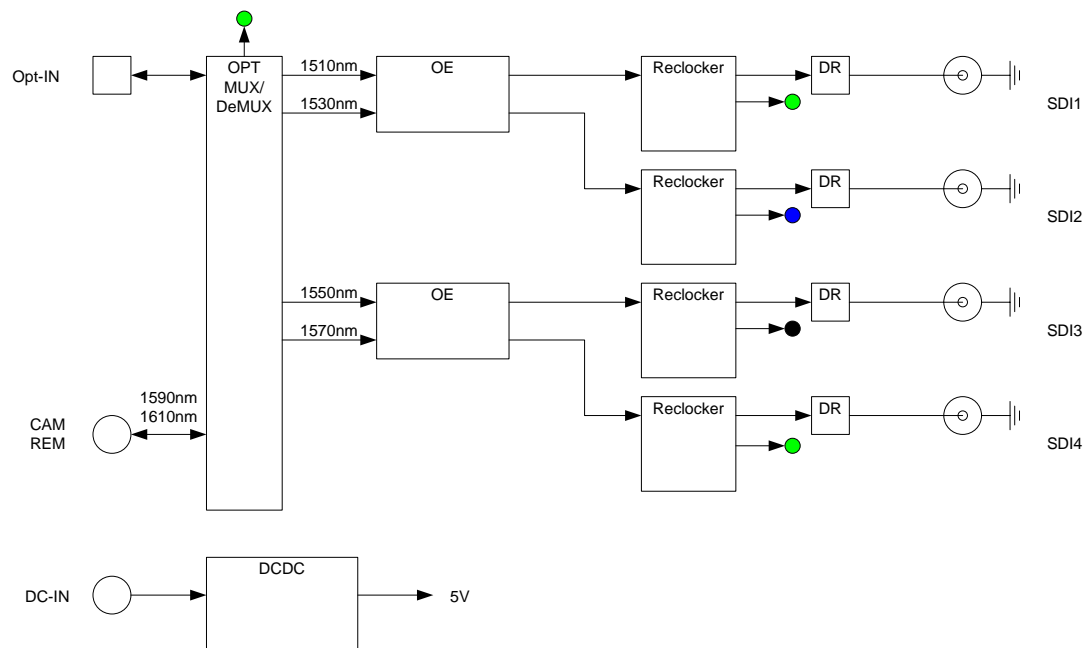 Opt-IN
OPT
MUX/
DeMUX
1510nm
1530nm
OE
Reclocker
DR
SDI1
Reclocker
DR
SDI2
1550nm
1570nm
OE
Reclocker
DR
SDI3
1590nm
1610nm
CAM
REM
Reclocker
DR
SDI4
DC-IN
DCDC
5V